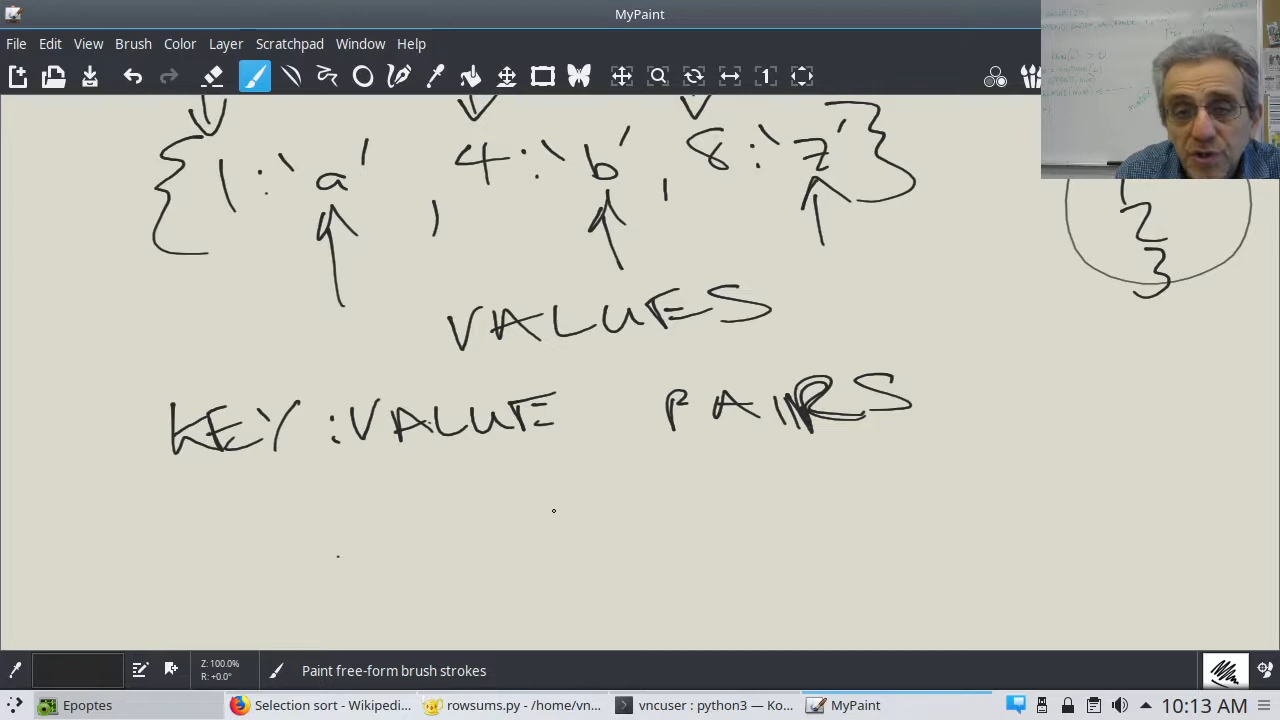 MyPaint
File Edit View Brush Color Layer Scratchpad Window Help
{1:'a', 4:'b', 8:'z'}
2
3
VALUES
KEY:VALUE PAIRS
Z: 100.0%
R: +0.0°
Paint free-form brush strokes
Epoptes
Selection sort - Wikipedi...
rowsums.py - /home/vn...
vncuser : python3 — Ko...
MyPaint
10:13 AM